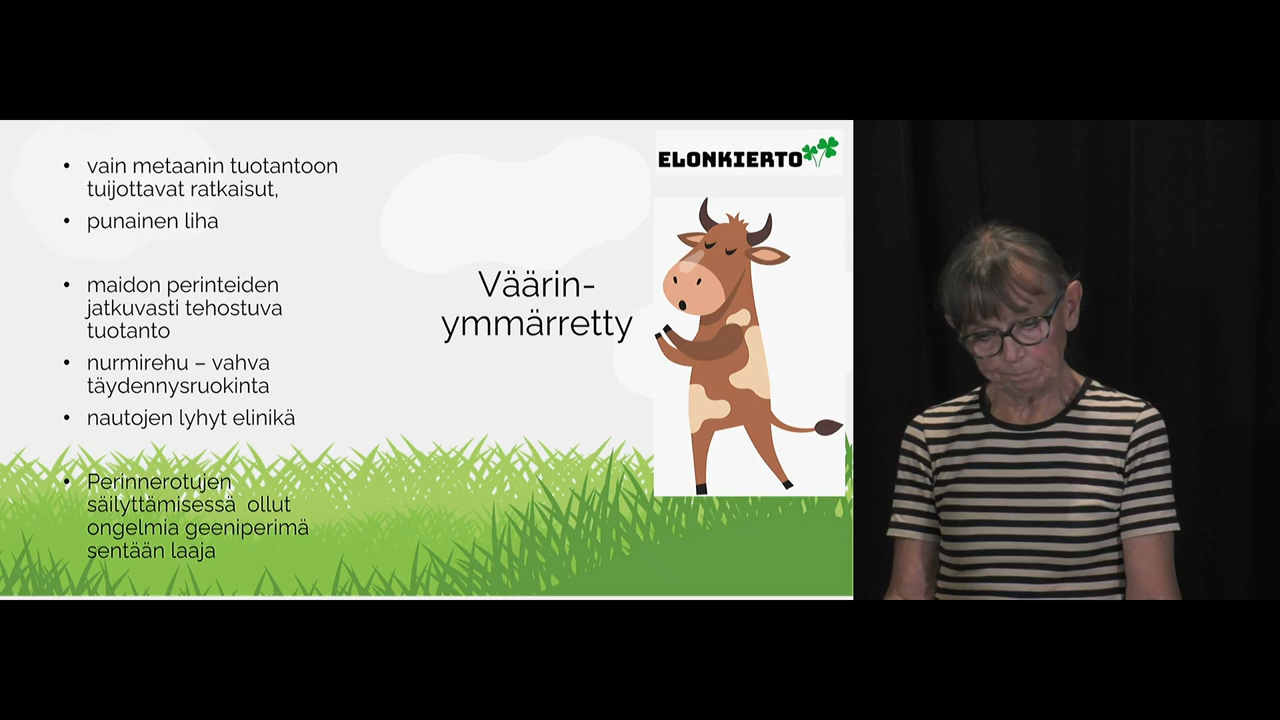 • vain metaanin tuotantoon
tuijottavat ratkaisut,
• punainen liha
• maidon perinteiden
jatkuvasti tehostuva
tuotanto
• nurmirehu – vahva
täydennysruokinta
• nautojen lyhyt elinikä
• Perinnerotujen
säilyttämisessä ollut
ongelmia geeniperimä
sentään laaja
Väärin-
ymmärretty
ELONKIERTO